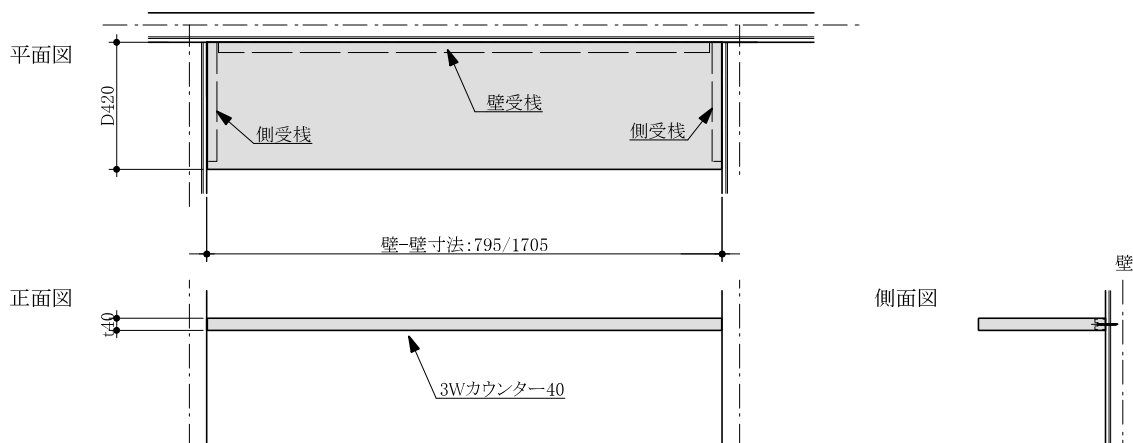 平面図
D420
壁受桟
側受桟
側受桟
壁-壁寸法:795/1705
正面図
側面図
壁
t40
3Wカウンター40